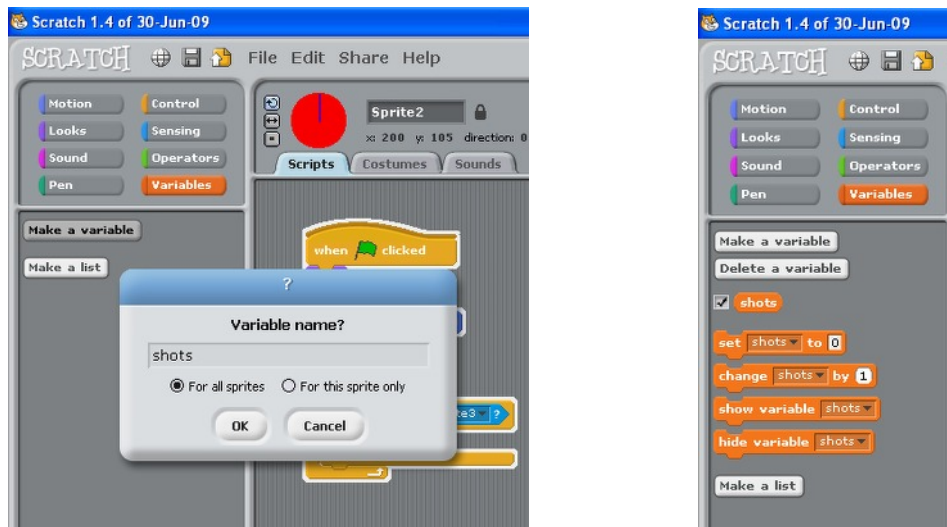 Scratch 1.4 of 30-Jun-09
SCRATCH File Edit Share Help
Motion Control
Looks Sensing
Sound Operators
Pen Variables
Sprite2
x: 200 y: 105 direction: 0
Scripts Costumes Sounds
Make a variable
Make a list
when clicked
?
Variable name?
shots
For all sprites For this sprite only
OK Cancel
?
Scratch 1.4 of 30-Jun-09
SCRATCH
Motion Control
Looks Sensing
Sound Operators
Pen Variables
Make a variable
Delete a variable
shots
set shots to 0
change shots by 1
show variable shots
hide variable shots
Make a list